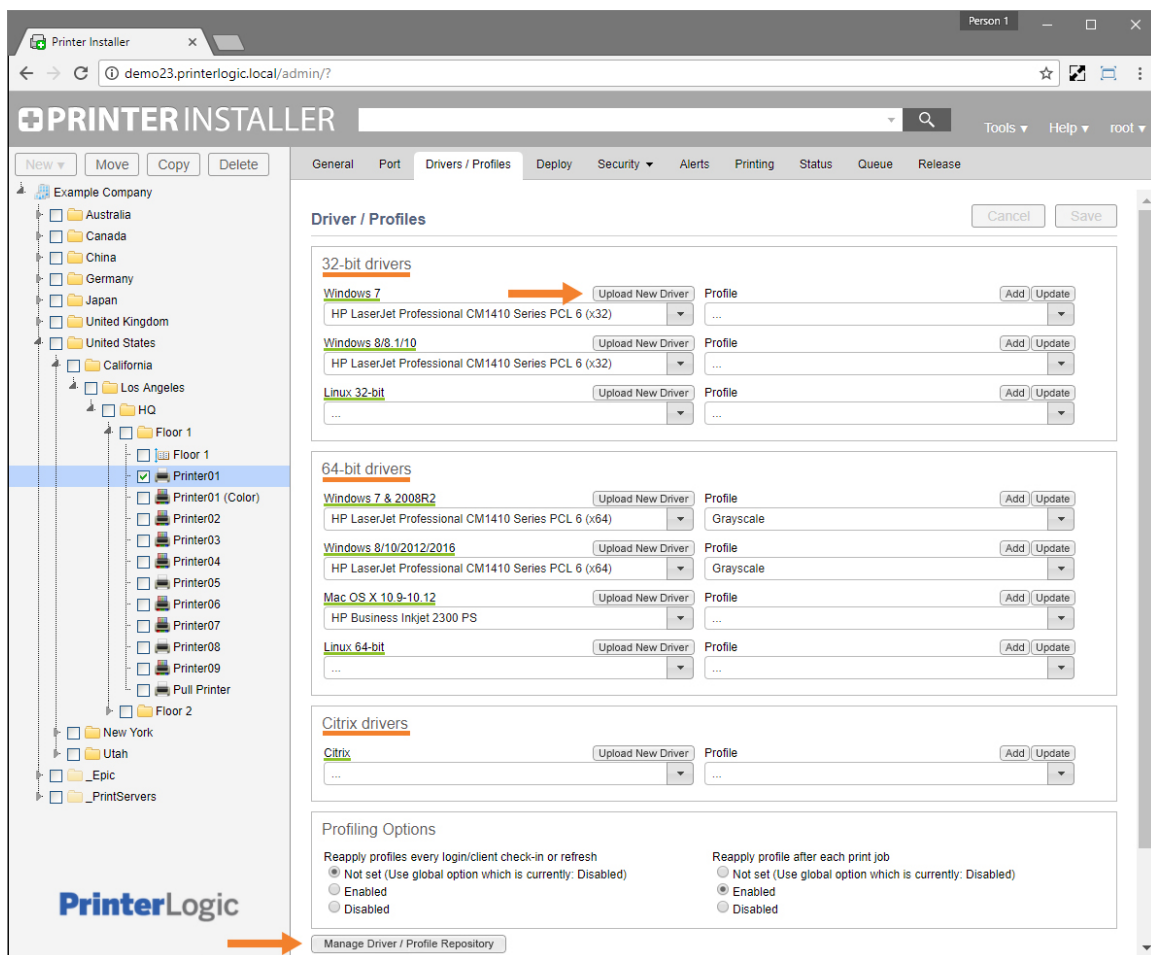 Person 1
Printer Installer
demo23.printerlogic.local/admin/?
PRINTERINSTALLER
Tools Help root
New Move Copy Delete
General Port Drivers / Profiles Deploy Security Alerts Printing Status Queue Release
Example Company
Australia
Canada
China
Germany
Japan
United Kingdom
United States
California
Los Angeles
HQ
Floor 1
Floor 1
Printer01
Printer01 (Color)
Printer02
Printer03
Printer04
Printer05
Printer06
Printer07
Printer08
Printer09
Pull Printer
Floor 2
New York
Utah
_Epic
_PrintServers
PrinterLogic
Driver / Profiles
Cancel Save
32-bit drivers
Windows 7 Upload New Driver Profile Add Update
HP LaserJet Professional CM1410 Series PCL 6 (x32) ...
Windows 8/8.1/10 Upload New Driver Profile Add Update
HP LaserJet Professional CM1410 Series PCL 6 (x32) ...
Linux 32-bit Upload New Driver Profile Add Update
... ...
64-bit drivers
Windows 7 & 2008R2 Upload New Driver Profile Add Update
HP LaserJet Professional CM1410 Series PCL 6 (x64) Grayscale
Windows 8/10/2012/2016 Upload New Driver Profile Add Update
HP LaserJet Professional CM1410 Series PCL 6 (x64) Grayscale
Mac OS X 10.9-10.12 Upload New Driver Profile Add Update
HP Business Inkjet 2300 PS ...
Linux 64-bit Upload New Driver Profile Add Update
... ...
Citrix drivers
Citrix Upload New Driver Profile Add Update
... ...
Profiling Options
Reapply profiles every login/client check-in or refresh Reapply profile after each print job
Not set (Use global option which is currently: Disabled) Not set (Use global option which is currently: Disabled)
Enabled Enabled
Disabled Disabled
Manage Driver / Profile Repository